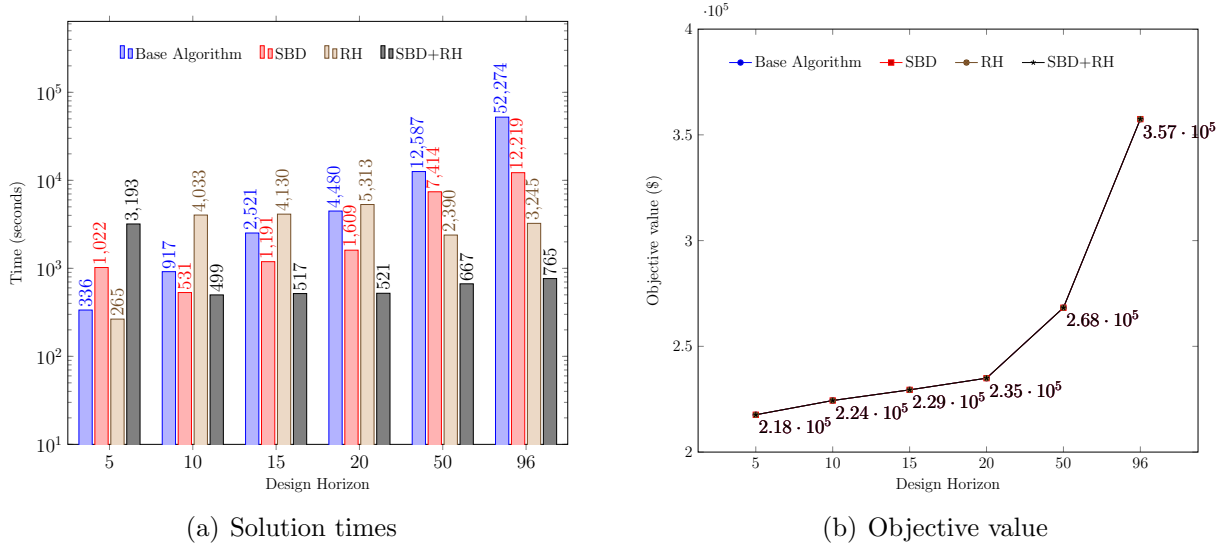 Base Algorithm SBD RH SBD+RH
Time (seconds)
10^5
10^4
10^3
10^2
10^1
336
1,022
265
3,193
917
531
4,033
499
2,521
1,191
4,130
517
4,480
1,609
5,313
521
12,587
7,414
2,390
667
52,274
12,219
3,245
765
5 10 15 20 50 96
Design Horizon
(a) Solution times
·10^5
Base Algorithm SBD RH SBD+RH
Objective value ($)
4
3.5
3
2.5
2
2.18 · 10^5
2.24 · 10^5
2.29 · 10^5
2.35 · 10^5
2.68 · 10^5
3.57 · 10^5
5 10 15 20 50 96
Design Horizon
(b) Objective value